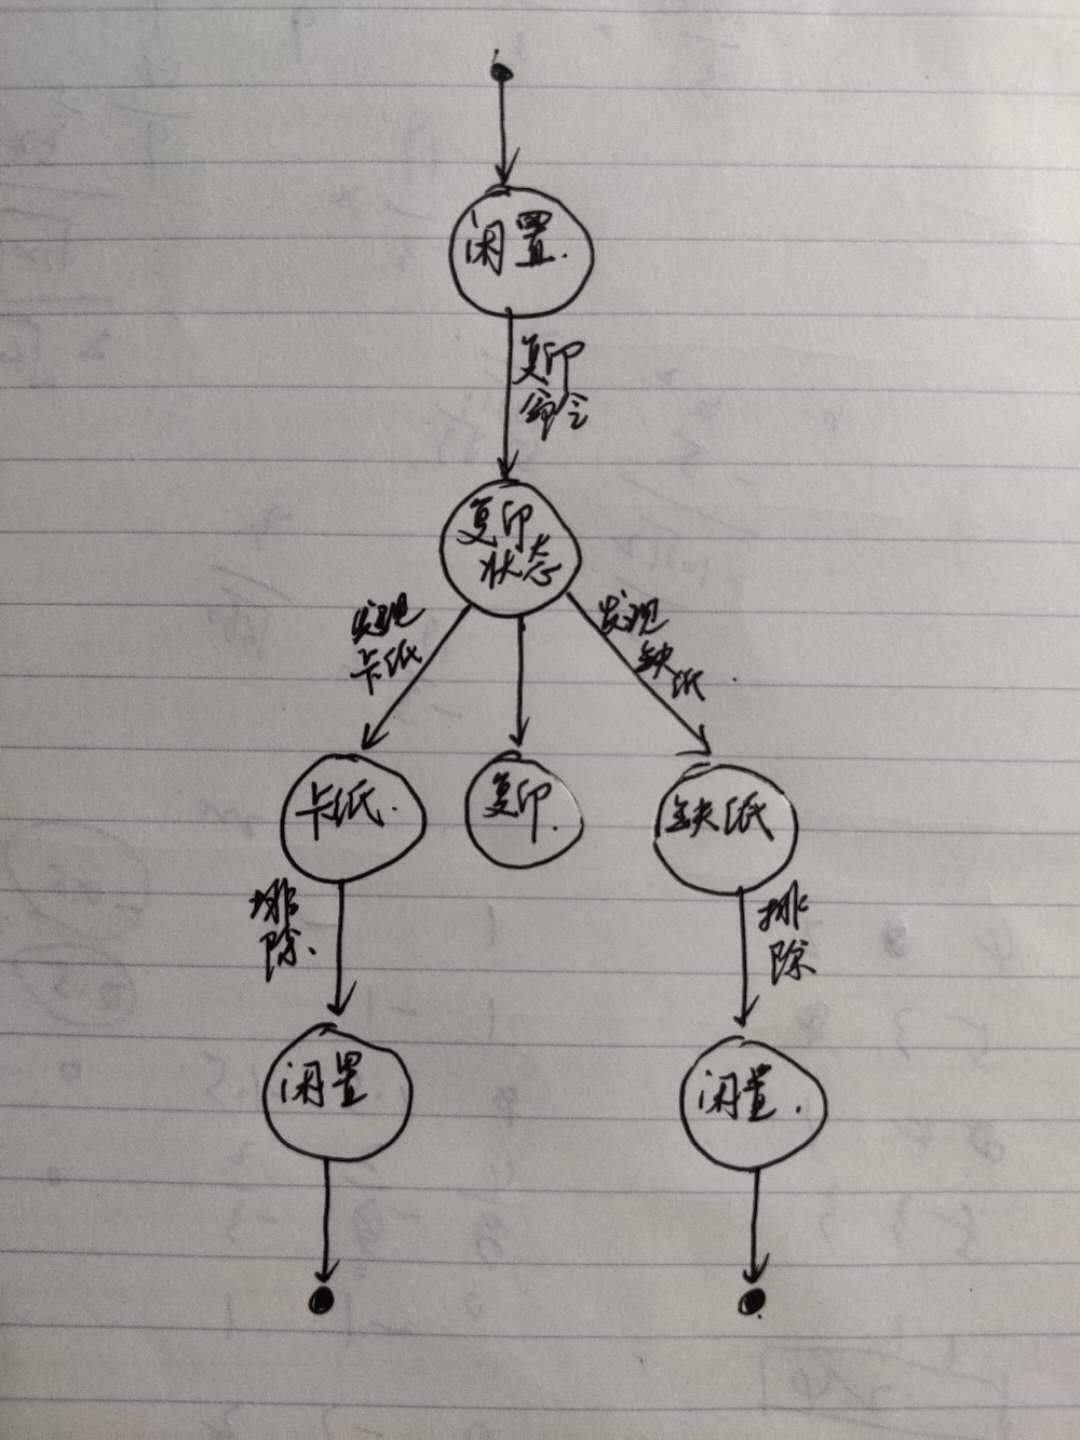 闲置.
复印
命令
复印
状态
发现
卡纸
发现
缺
纸
卡纸.
复印.
缺纸
排
除、
排
除
闲置
闲置.